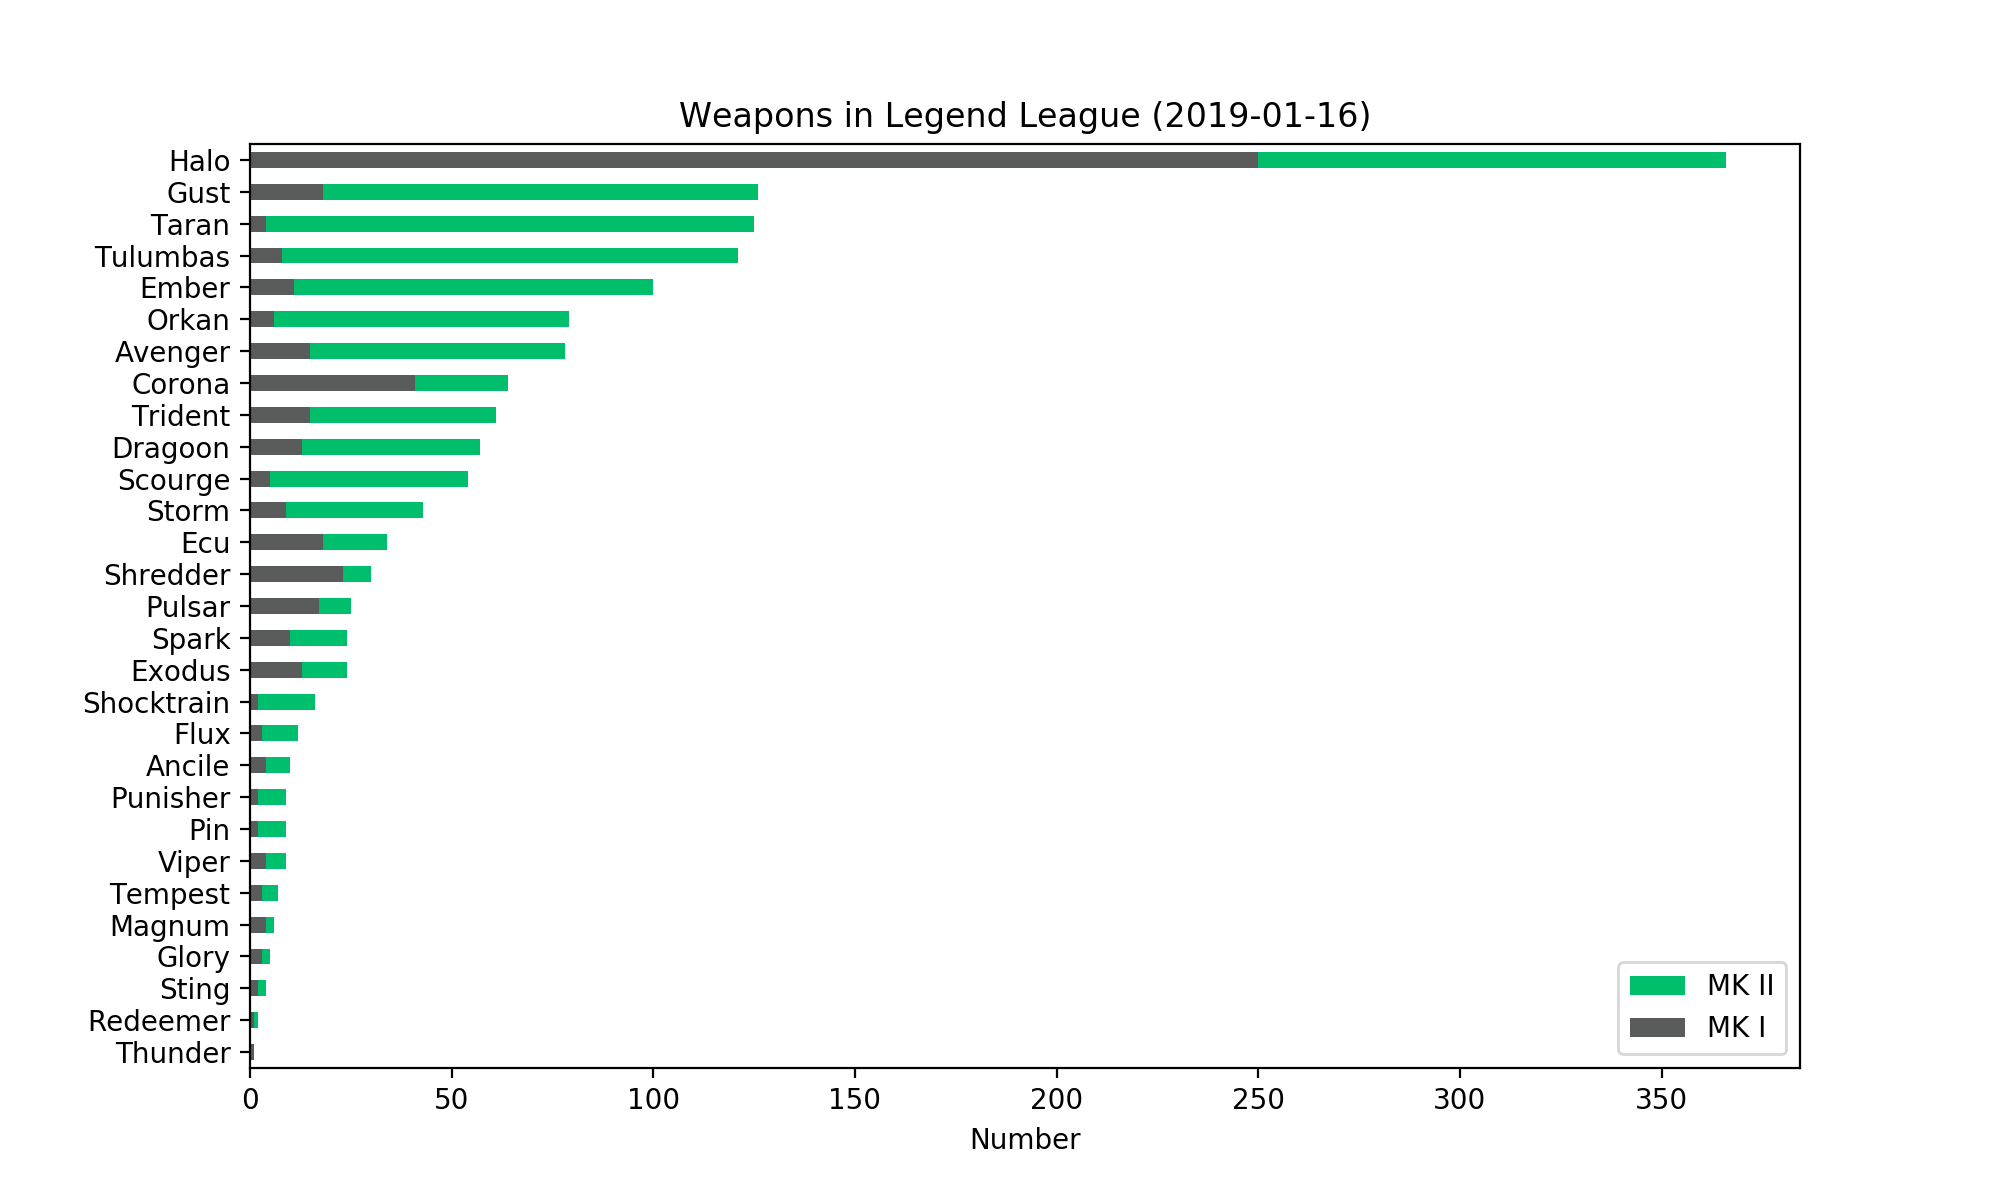 Weapons in Legend League (2019-01-16)
Halo
Gust
Taran
Tulumbas
Ember
Orkan
Avenger
Corona
Trident
Dragoon
Scourge
Storm
Ecu
Shredder
Pulsar
Spark
Exodus
Shocktrain
Flux
Ancile
Punisher
Pin
Viper
Tempest
Magnum
Glory
Sting
Redeemer
Thunder
MK II
MK I
0 50 100 150 200 250 300 350
Number